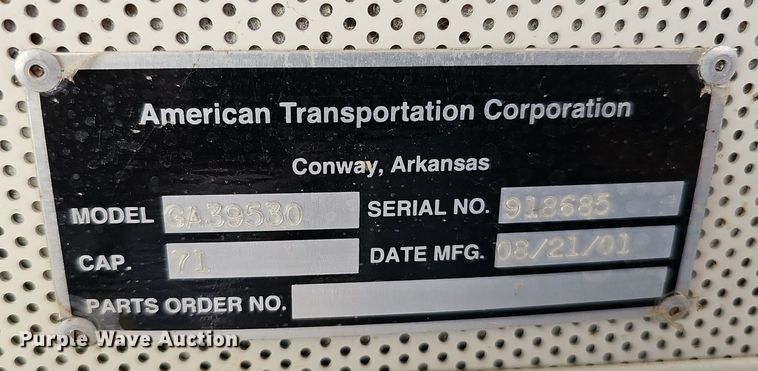 American Transportation Corporation
Conway, Arkansas
MODEL GA39530 SERIAL NO. 918685
CAP. 71 DATE MFG. 08/21/01
PARTS ORDER NO.
Purple Wave Auction